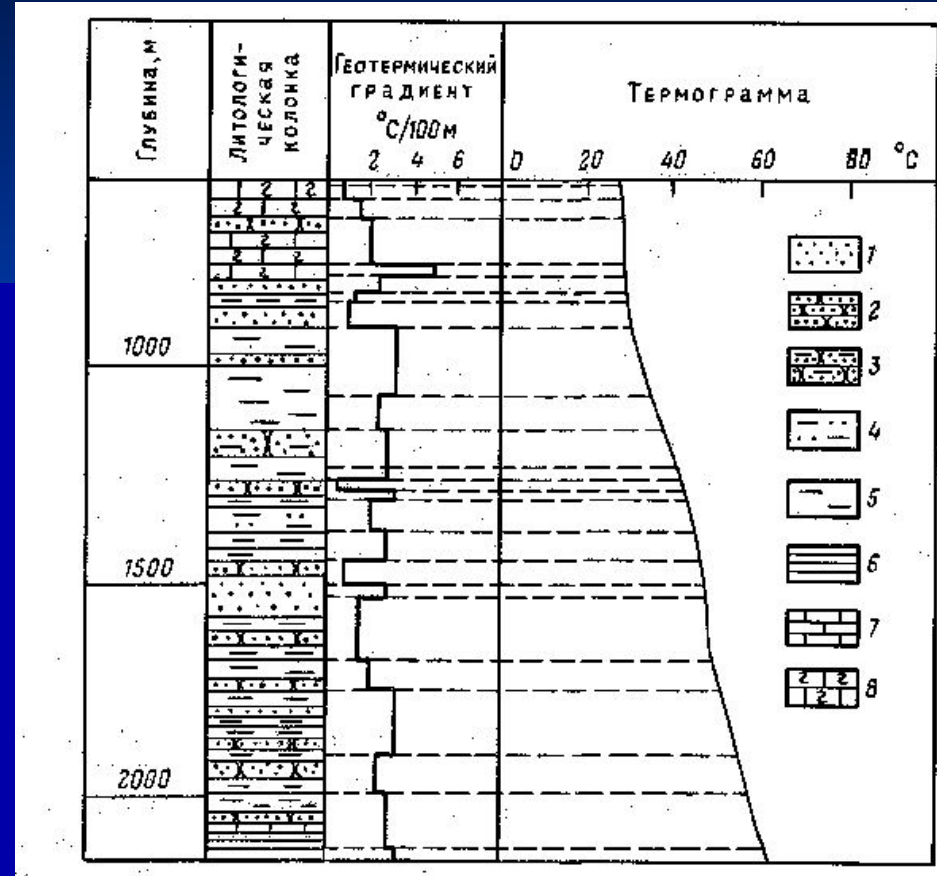 Глубина, м
Литологи-
ческая
колонка
Геотермический
градиент
°С/100м
2 4 6
Термограмма
0 20 40 60 80 °С
1
2
3
1000
4
5
1500
6
7
8
2000